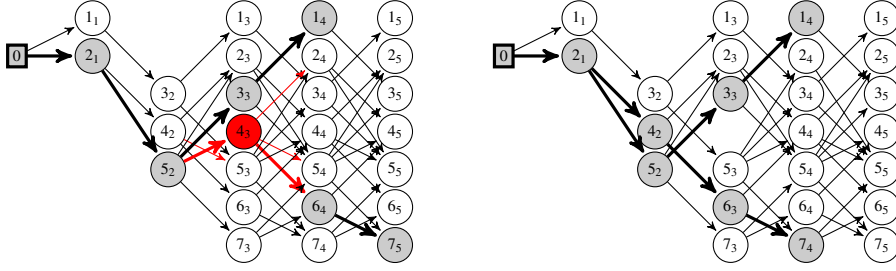 1₁ 1₃ 1₄ 1₅ 1₁ 1₃ 1₄ 1₅
0 2₁ 2₃ 2₄ 2₅ 0 2₁ 2₃ 2₄ 2₅
3₂ 3₃ 3₄ 3₅ 3₂ 3₃ 3₄ 3₅
4₂ 4₃ 4₄ 4₅ 4₂ 4₄ 4₅
5₂ 5₃ 5₄ 5₅ 5₂ 5₃ 5₄ 5₅
6₃ 6₄ 6₅ 6₃ 6₄ 6₅
7₃ 7₄ 7₅ 7₃ 7₄ 7₅